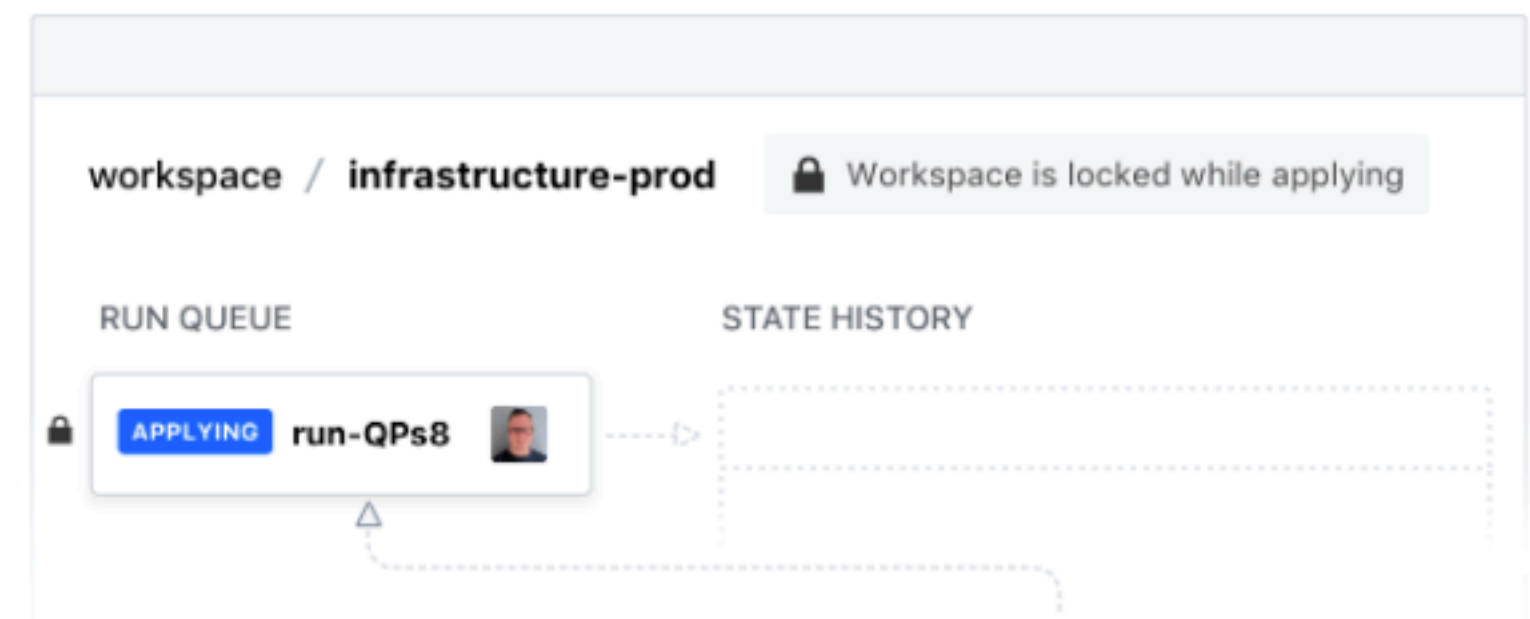 workspace / infrastructure-prod
Workspace is locked while applying
RUN QUEUE
STATE HISTORY
APPLYING run-QPs8